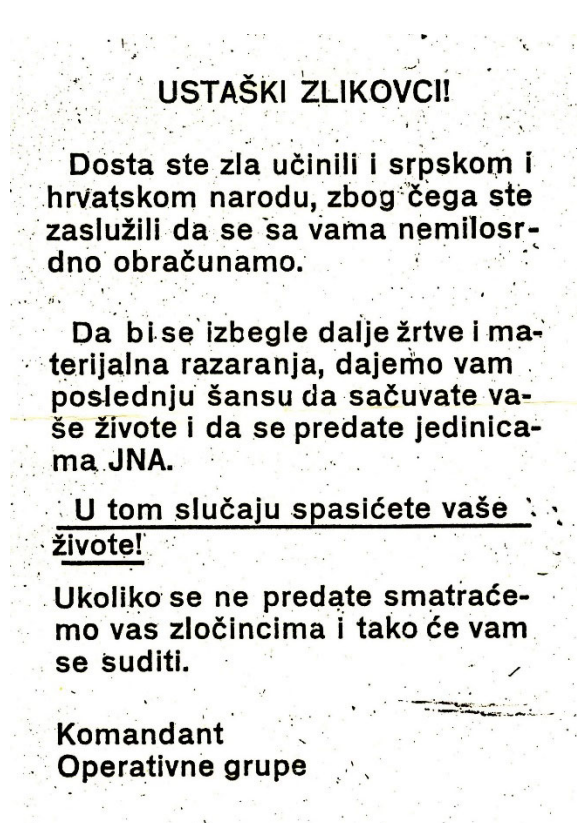 USTAŠKI ZLIKOVCI!
Dosta ste zla učinili i srpskom i
hrvatskom narodu, zbog čega ste
zaslužili da se sa vama nemilosr-
dno obračunamo.
Da bi se izbegle dalje žrtve i ma-
terijalna razaranja, dajemo vam
poslednju šansu da sačuvate va-
še živote i da se predate jedinica-
ma JNA.
U tom slučaju spasićete vaše
živote!
Ukoliko se ne predate smatraće-
mo vas zločincima i tako će vam
se suditi.
Komandant
Operativne grupe